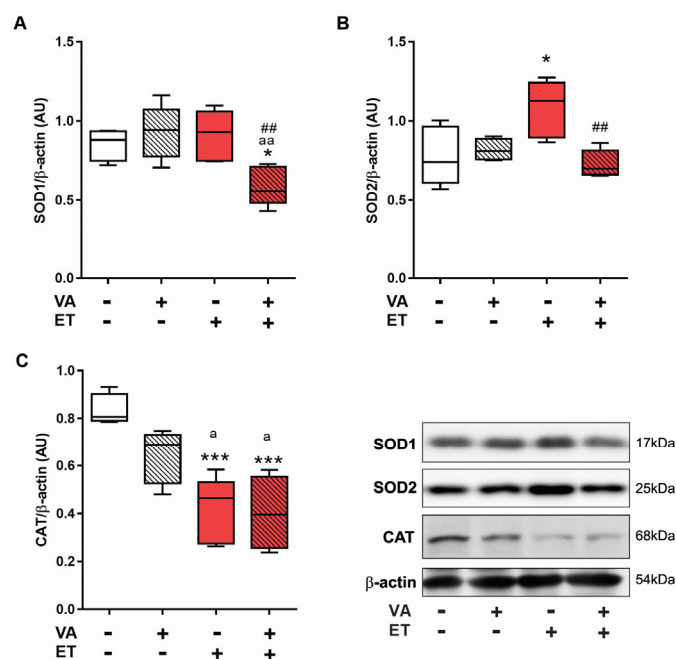 A
SOD1/β-actin (AU)
1.5
1.0
0.5
0.0
##
aa
*
VA - + - +
ET - - + +
B
SOD2/β-actin (AU)
1.5
1.0
0.5
0.0
*
##
VA - + - +
ET - - + +
C
CAT/β-actin (AU)
1.0
0.8
0.6
0.4
0.2
0.0
a a
*** ***
VA - + - +
ET - - + +
SOD1 17kDa
SOD2 25kDa
CAT 68kDa
β-actin 54kDa
VA - + - +
ET - - + +